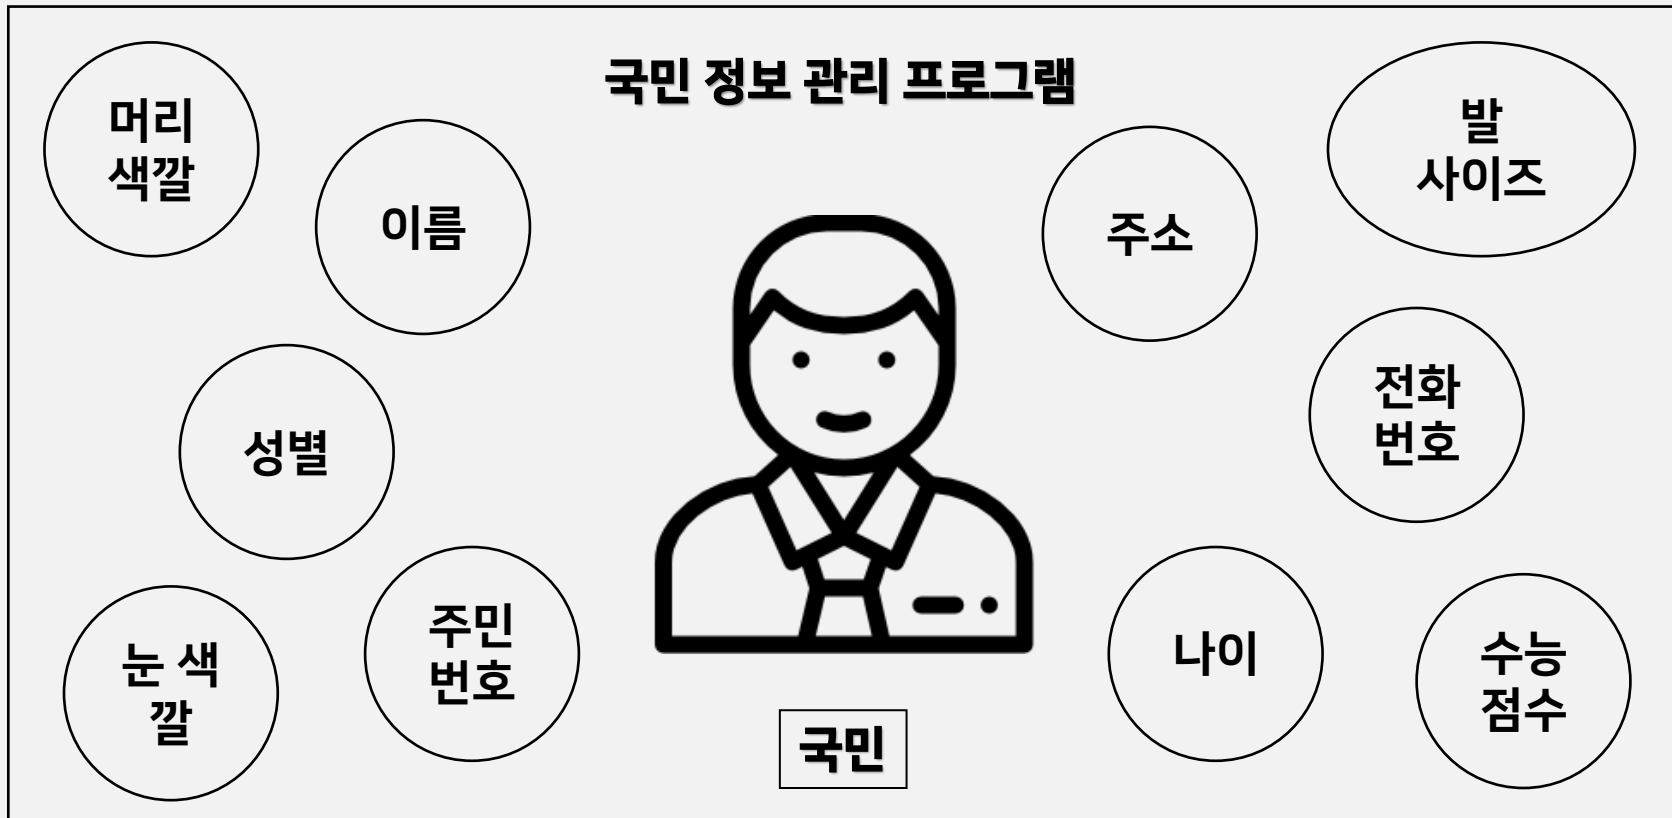 국민 정보 관리 프로그램
머리
색깔
이름
성별
눈 색
깔
주민
번호
국민
주소
발
사이즈
전화
번호
나이
수능
점수